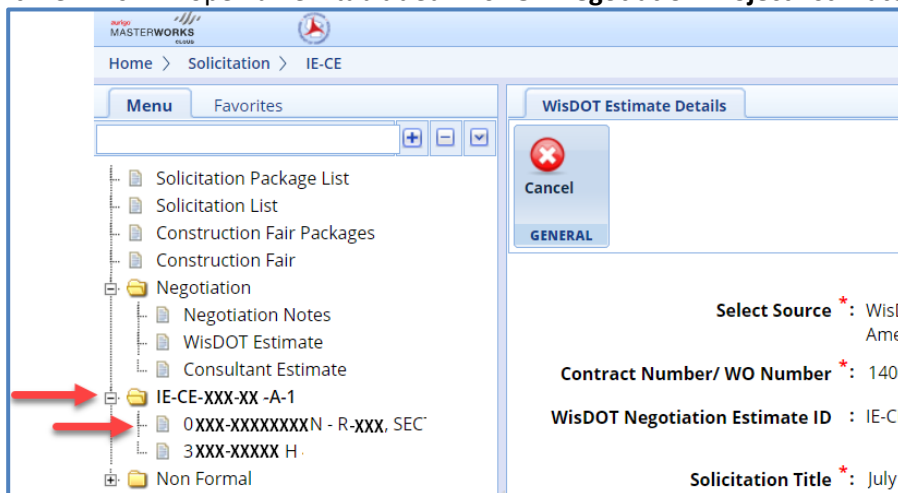 aurigo
MASTERWORKS
CLOUD
Home > Solicitation > IE-CE
Menu Favorites
Solicitation Package List
Solicitation List
Construction Fair Packages
Construction Fair
Negotiation
Negotiation Notes
WisDOT Estimate
Consultant Estimate
IE-CE-XXX-XX -A-1
0XXX-XXXXXXXXN - R-XXX, SEC
3XXX-XXXXX H
Non Formal
WisDOT Estimate Details
Cancel
GENERAL
Select Source *:
Contract Number/ WO Number *: 140
WisDOT Negotiation Estimate ID : IE-C
Solicitation Title *: July